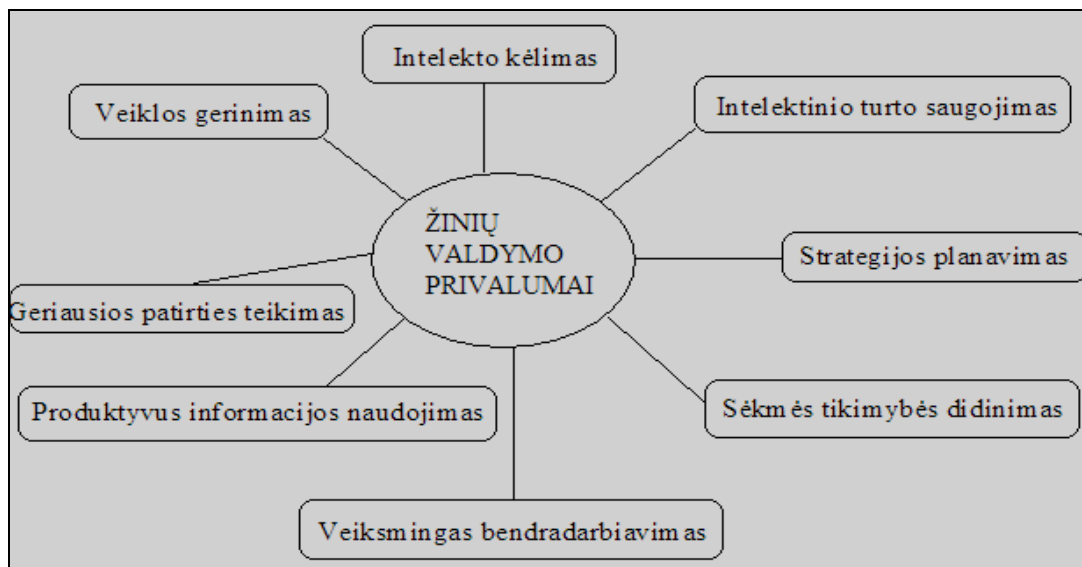 Intelekto kėlimas
Veiklos gerinimas
Intelektinio turto saugojimas
ŽINIŲ
VALDYMO
PRIVALUMAI
Strategijos planavimas
Geriausios patirties teikimas
Produktyvus informacijos naudojimas
Sėkmės tikimybės didinimas
Veiksmingas bendradarbiavimas